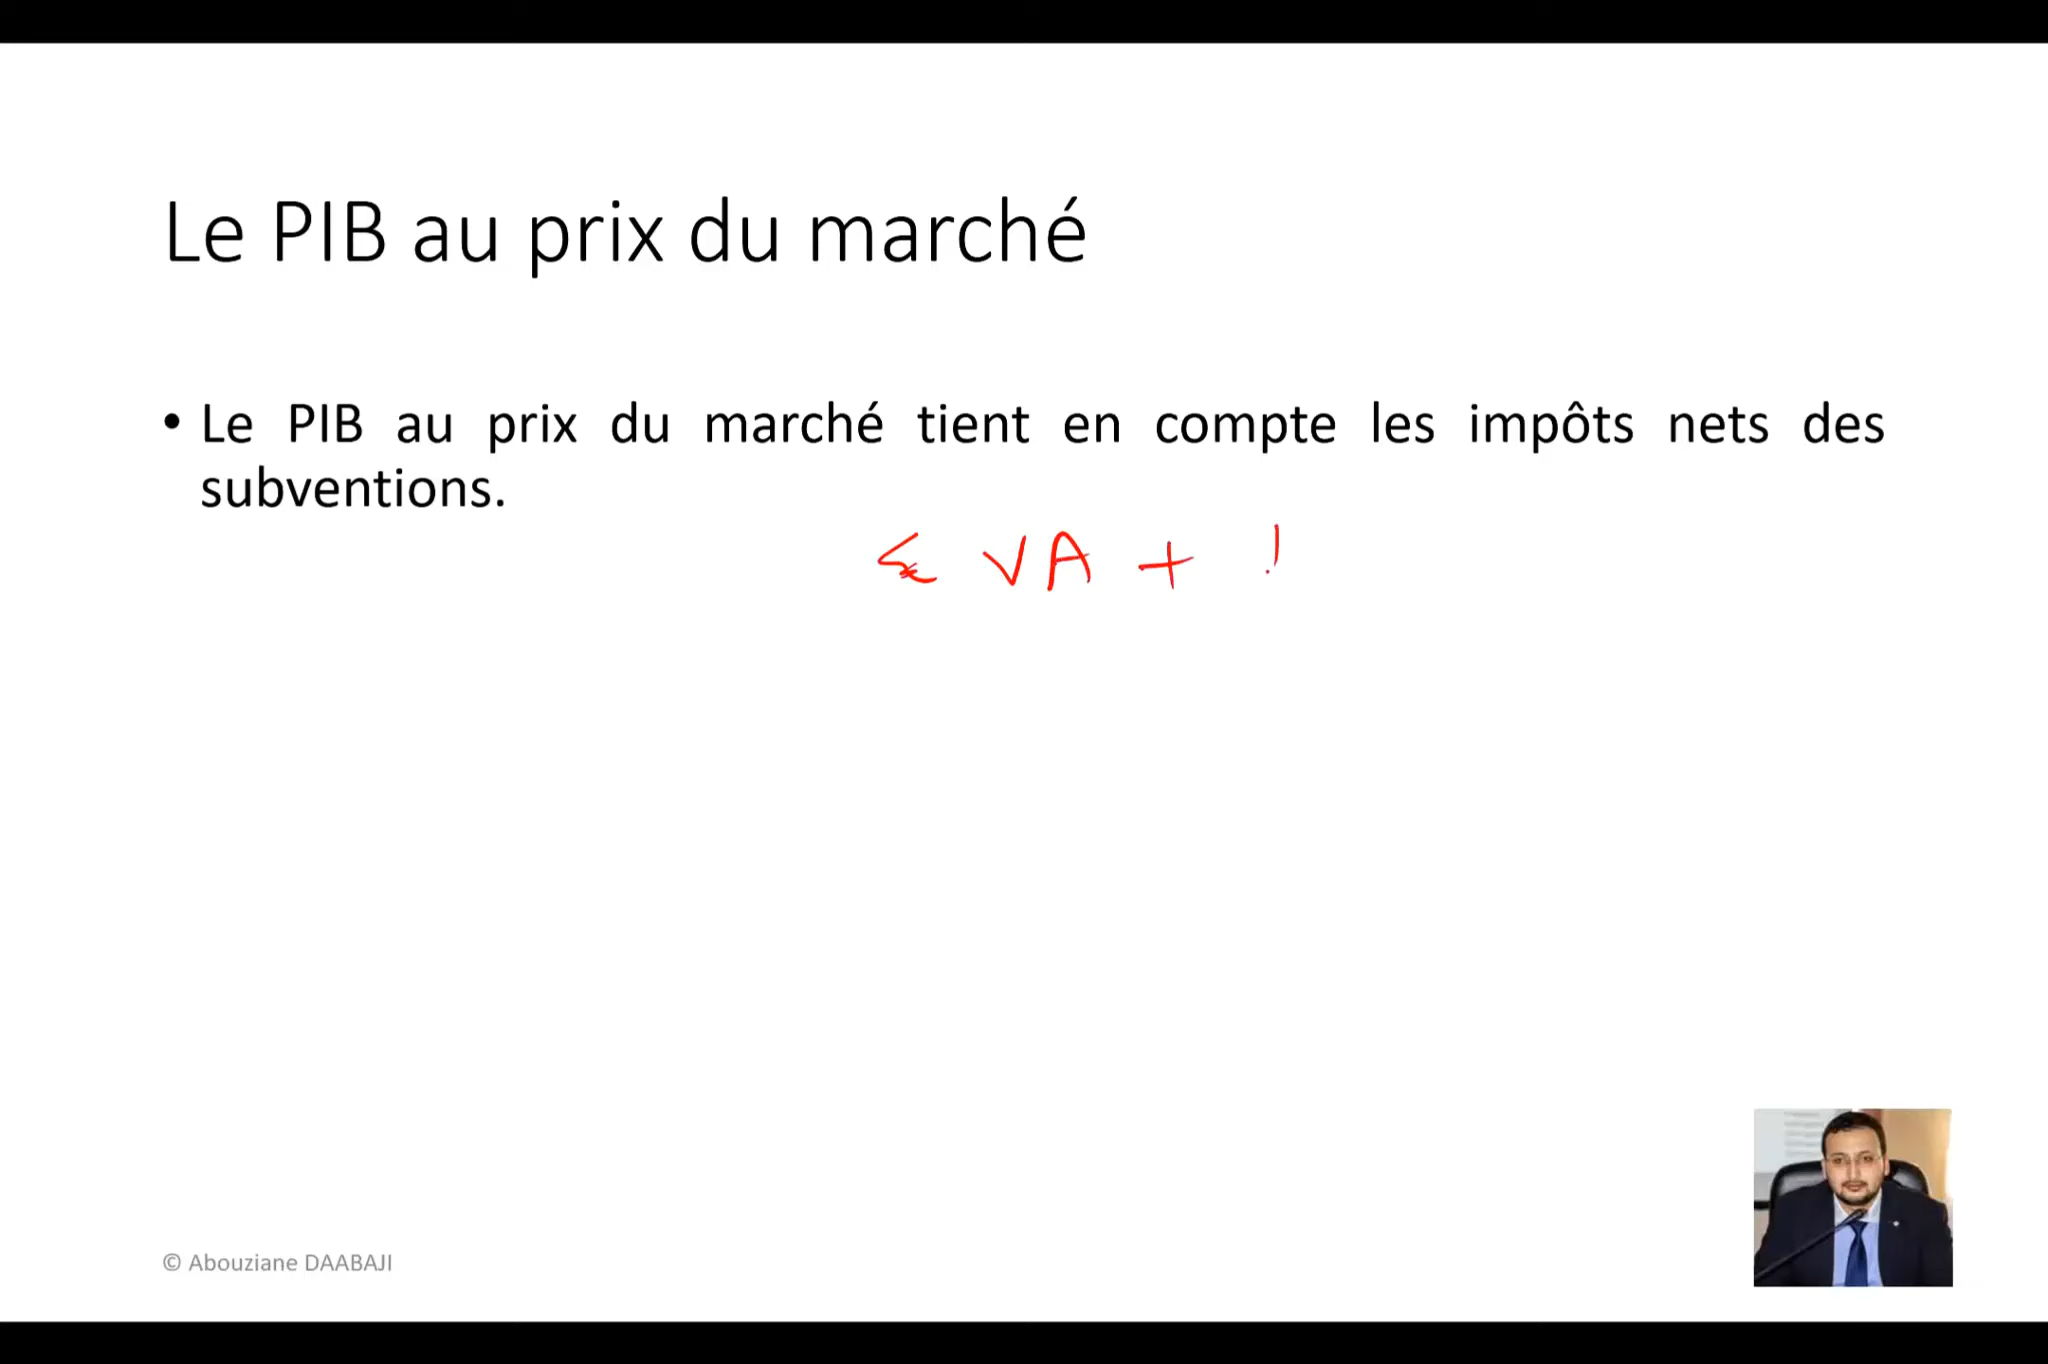 Le PIB au prix du marché
• Le PIB au prix du marché tient en compte les impôts nets des
subventions.
Σ VA +
© Abouziane DAABAJI